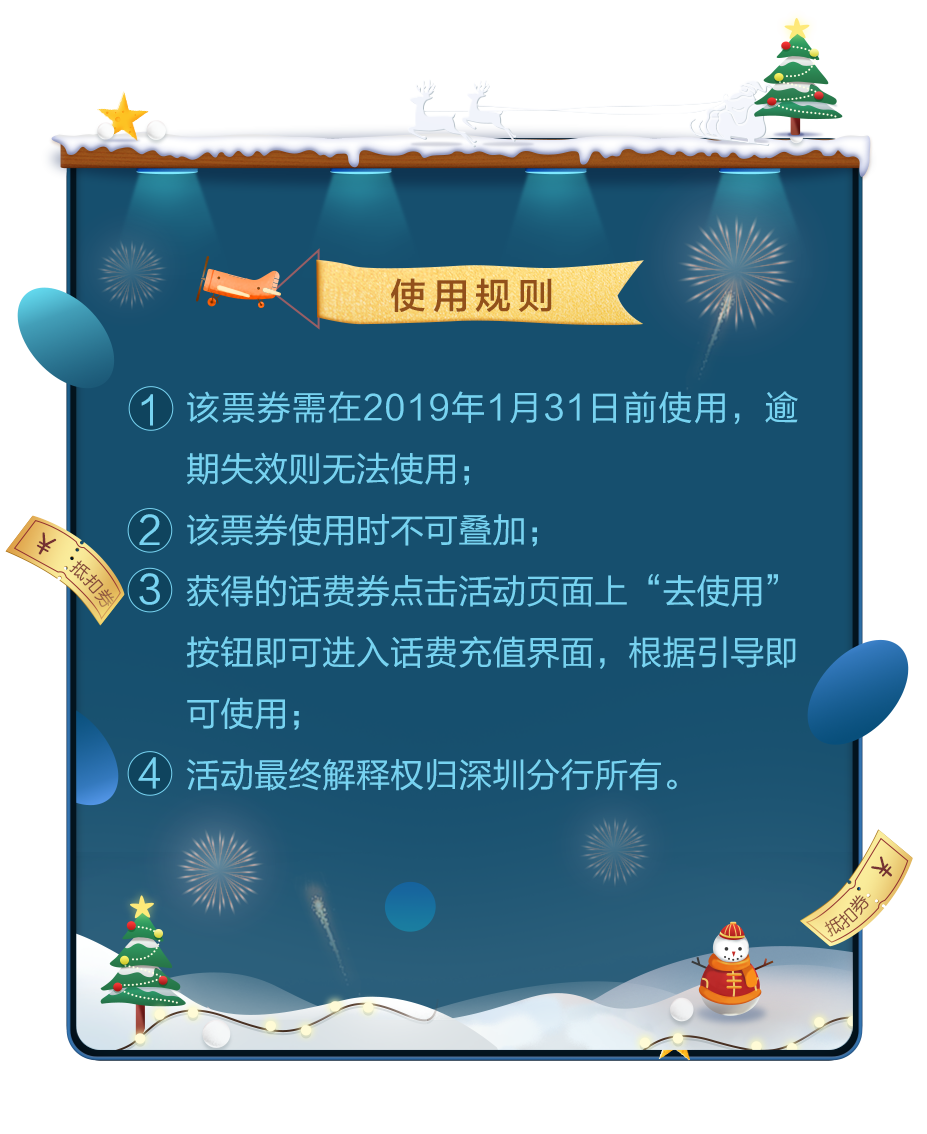 使用规则
① 该票券需在2019年1月31日前使用，逾
期失效则无法使用；
② 该票券使用时不可叠加；
③ 获得的话费券点击活动页面上“去使用”
按钮即可进入话费充值界面，根据引导即
可使用；
④ 活动最终解释权归深圳分行所有。
¥ 抵扣券
¥ 抵扣券